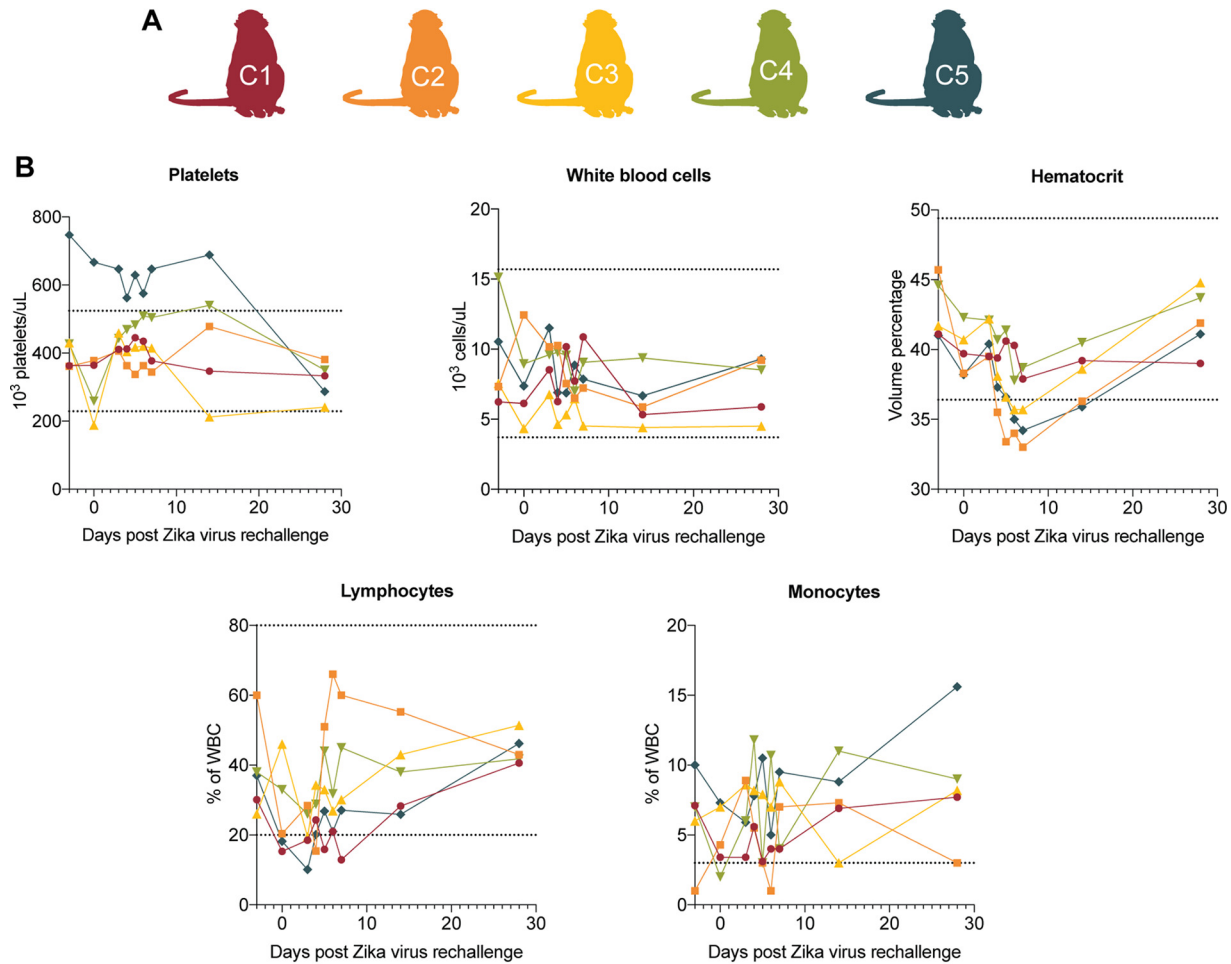 A
C1 C2 C3 C4 C5
B
Platelets
800
600
400
200
0
10³ platelets/uL
0 10 20 30
Days post Zika virus rechallenge
White blood cells
20
15
10
5
0
10³ cells/uL
0 10 20 30
Days post Zika virus rechallenge
Hematocrit
50
45
40
35
30
Volume percentage
0 10 20 30
Days post Zika virus rechallenge
Lymphocytes
80
60
40
20
0
% of WBC
0 10 20 30
Days post Zika virus rechallenge
Monocytes
20
15
10
5
0
% of WBC
0 10 20 30
Days post Zika virus rechallenge